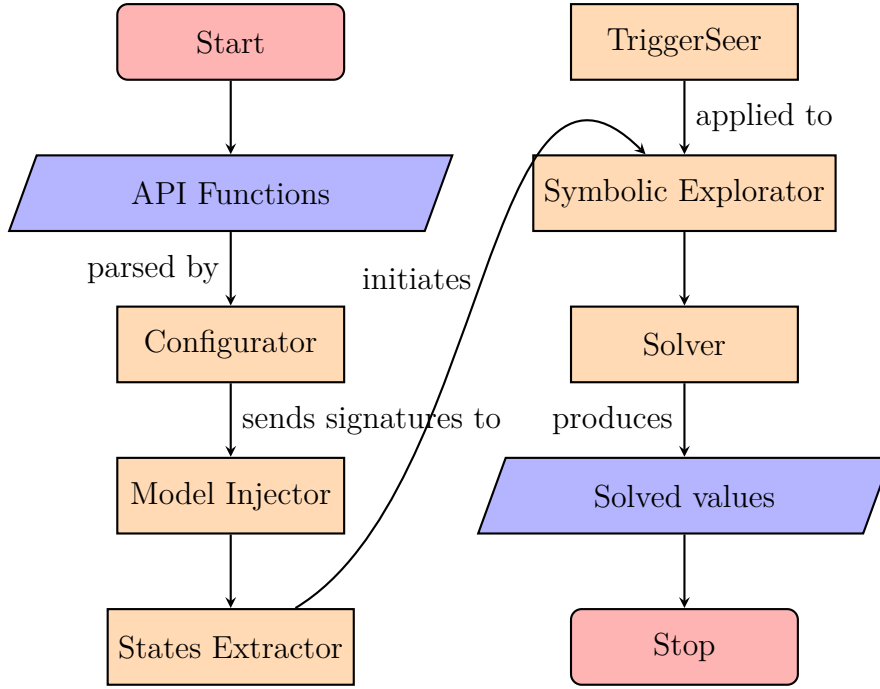 Start
API Functions
parsed by
Configurator
sends signatures to
Model Injector
States Extractor
initiates
TriggerSeer
applied to
Symbolic Explorator
Solver
produces
Solved values
Stop